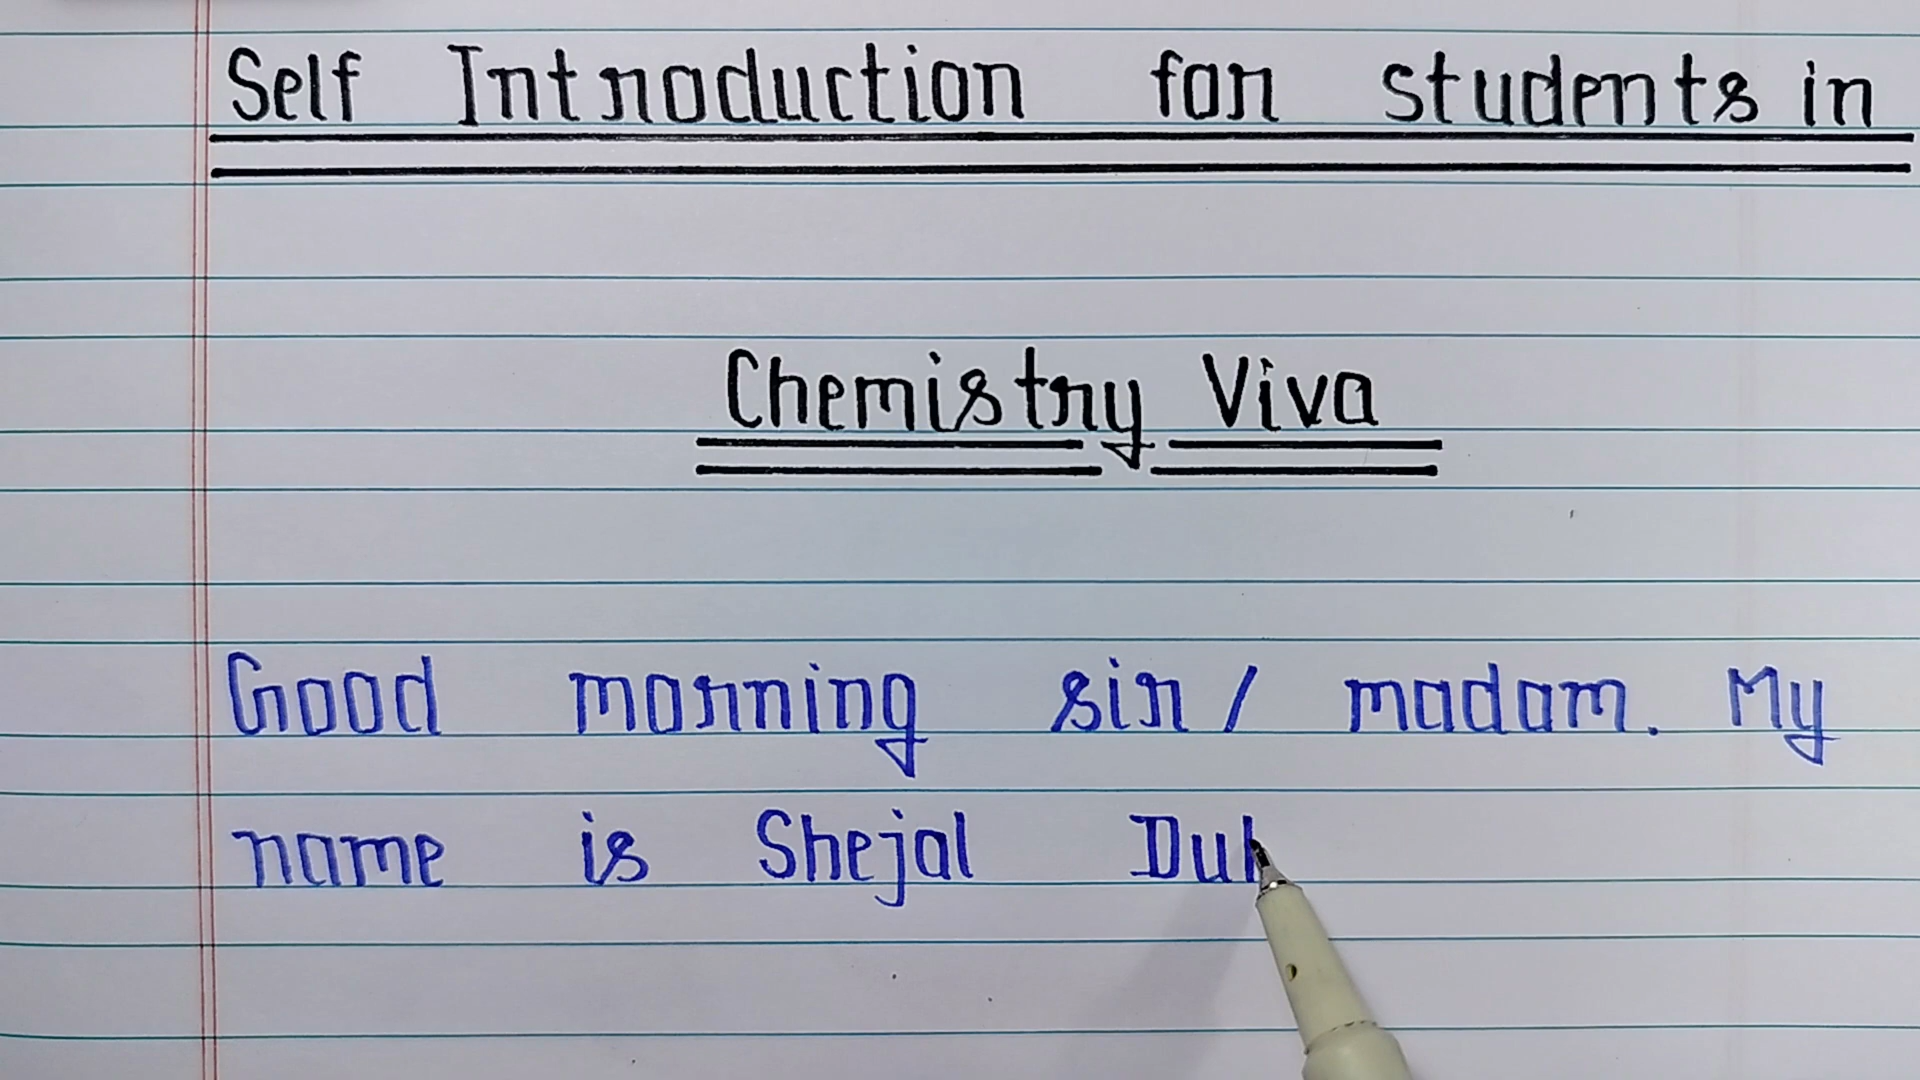 Self Introduction for students in
Chemistry Viva
Good morning sir/ madam. My
name is Shejal